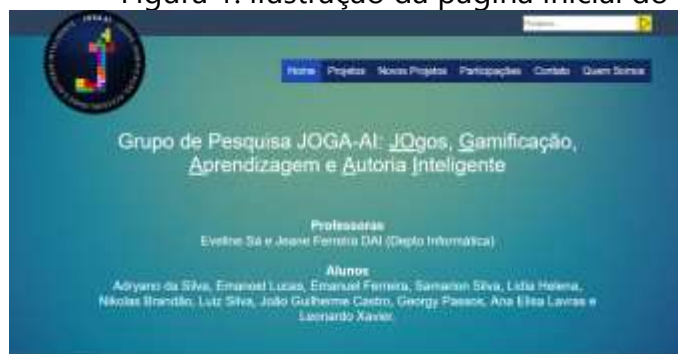 Figura 1. Ilustração da página inicial do
Home Projetos Novos Projetos Participações Contato Quem Somos
Grupo de Pesquisa JOGA-AI: JOgos, Gamificação,
Aprendizagem e Autoria Inteligente
Professoras
Eveline Sá e Jeane Ferreira DAI (Depto Informática)
Alunos
Adryano da Silva, Emanoel Lucas, Emanuel Ferreira, Samarion Silva, Lidia Helena,
Nikolas Brandão, Luiz Silva, João Guilherme Castro, Georgy Passos, Ana Elisa Lavras e
Leonardo Xavier.